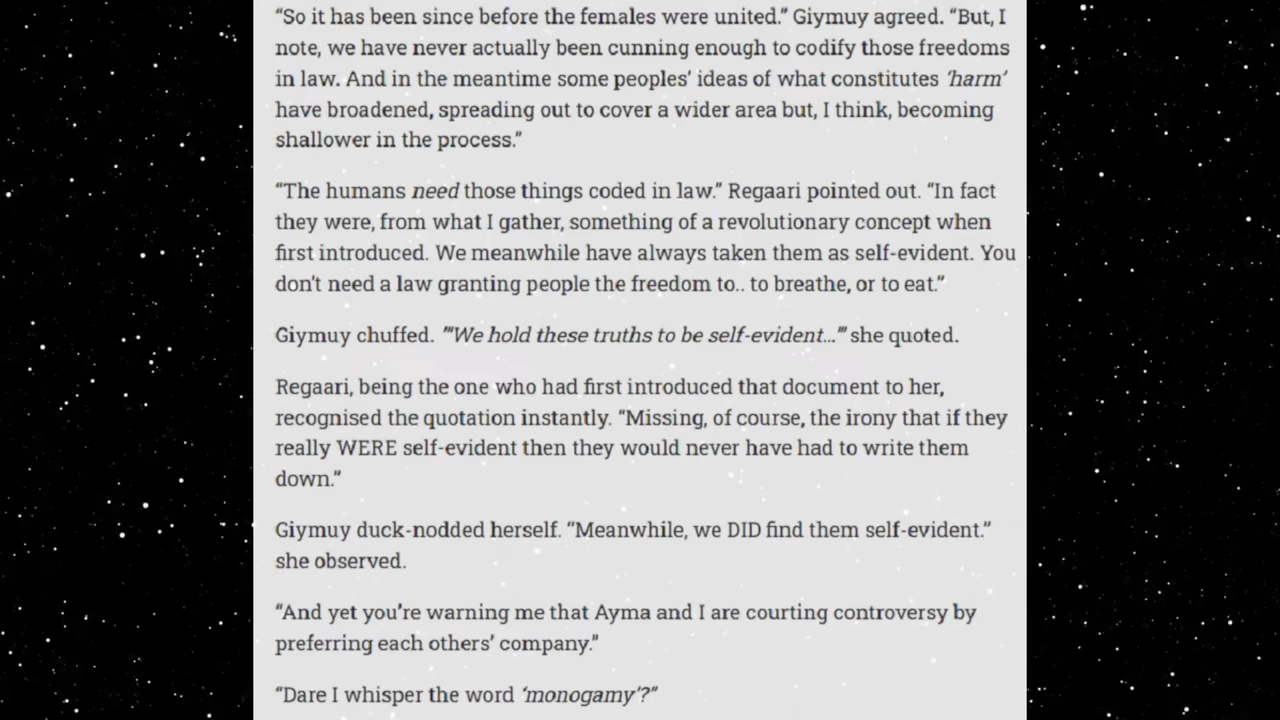 “So it has been since before the females were united.” Giymuy agreed. “But, I
note, we have never actually been cunning enough to codify those freedoms
in law. And in the meantime some peoples’ ideas of what constitutes ‘harm’
have broadened, spreading out to cover a wider area but, I think, becoming
shallower in the process.”
“The humans need those things coded in law.” Regaari pointed out. “In fact
they were, from what I gather, something of a revolutionary concept when
first introduced. We meanwhile have always taken them as self-evident. You
don’t need a law granting people the freedom to.. to breathe, or to eat.”
Giymuy chuffed. “‘We hold these truths to be self-evident…’” she quoted.
Regaari, being the one who had first introduced that document to her,
recognised the quotation instantly. “Missing, of course, the irony that if they
really WERE self-evident then they would never have had to write them
down.”
Giymuy duck-nodded herself. “Meanwhile, we DID find them self-evident.”
she observed.
“And yet you’re warning me that Ayma and I are courting controversy by
preferring each others’ company.”
“Dare I whisper the word ‘monogamy’?”